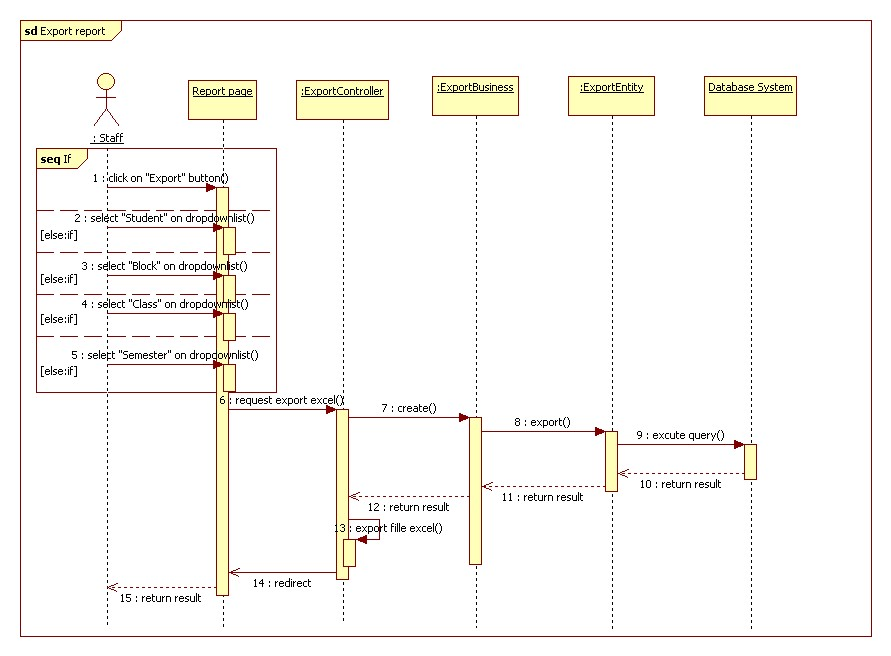 sd Export report
: Staff
Report page
:ExportController
:ExportBusiness
:ExportEntity
Database System
seq If
1 : click on "Export" button()
2 : select "Student" on dropdownlist()
[else:if]
3 : select "Block" on dropdownlist()
[else:if]
4 : select "Class" on dropdownlist()
[else:if]
5 : select "Semester" on dropdownlist()
[else:if]
6 : request export excel()
7 : create()
8 : export()
9 : excute query()
10 : return result
11 : return result
12 : return result
13 : export fille excel()
14 : redirect
15 : return result